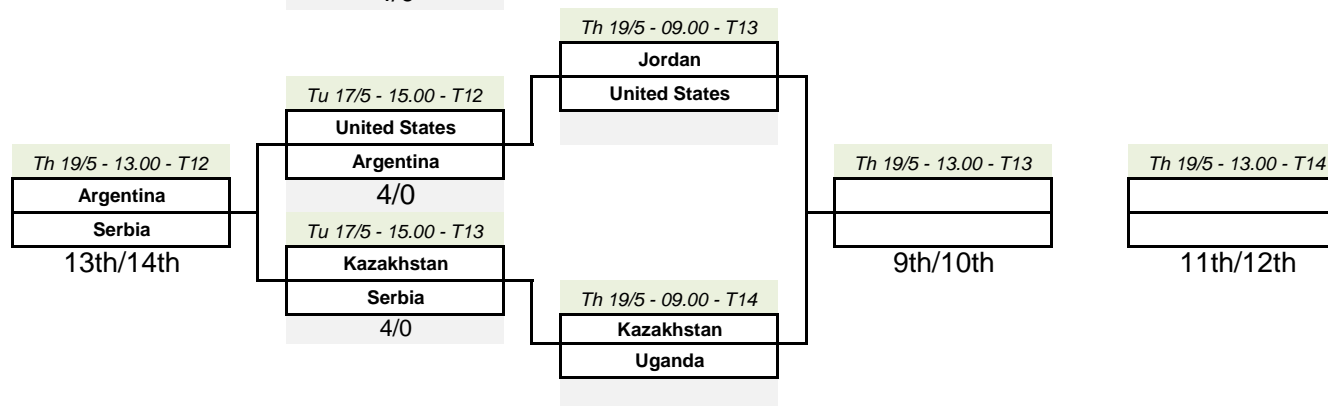 Th 19/5 - 09.00 - T13
Jordan
United States
Tu 17/5 - 15.00 - T12
United States
Argentina
4/0
Th 19/5 - 13.00 - T12
Argentina
Serbia
13th/14th
Tu 17/5 - 15.00 - T13
Kazakhstan
Serbia
4/0
Th 19/5 - 09.00 - T14
Kazakhstan
Uganda
Th 19/5 - 13.00 - T13
9th/10th
Th 19/5 - 13.00 - T14
11th/12th